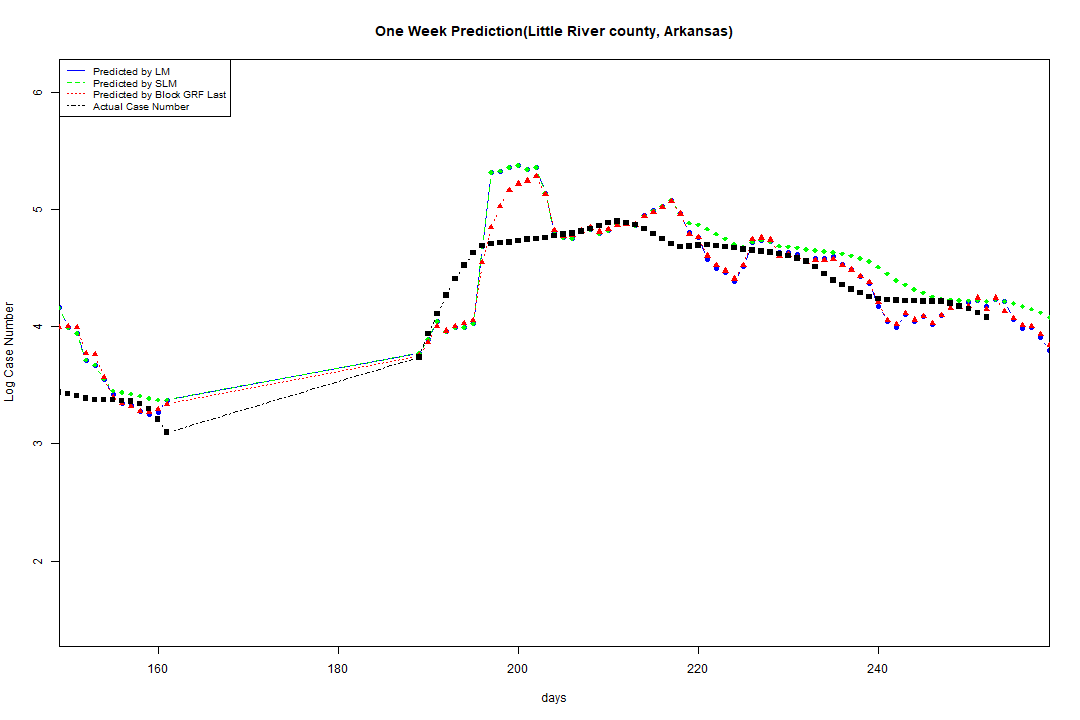 One Week Prediction(Little River county, Arkansas)
Predicted by LM
Predicted by SLM
Predicted by Block GRF Last
Actual Case Number
6
5
4
3
2
Log Case Number
160 180 200 220 240
days